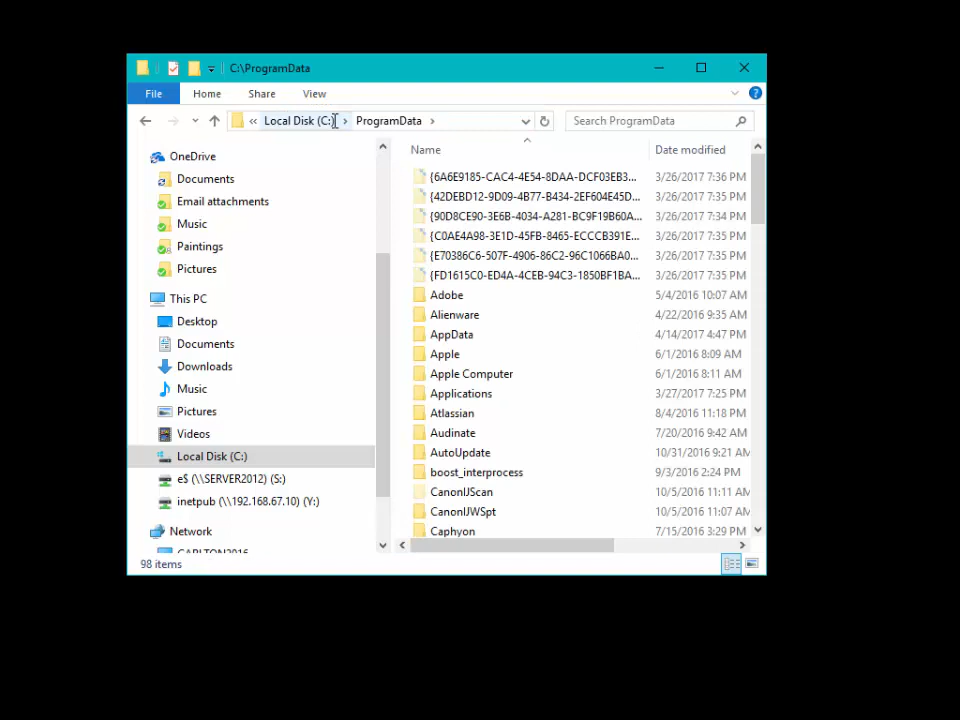 C:\ProgramData
File Home Share View
« Local Disk (C:) › ProgramData › Search ProgramData
OneDrive
Documents
Email attachments
Music
Paintings
Pictures
This PC
Desktop
Documents
Downloads
Music
Pictures
Videos
Local Disk (C:)
e$ (\\SERVER2012) (S:)
inetpub (\\192.168.67.10) (Y:)
Network
CARLTON2016
Name Date modified
{6A6E9185-CAC4-4E54-8DAA-DCF03EB3... 3/26/2017 7:36 PM
{42DEBD12-9D09-4B77-B434-2EF604E45D... 3/26/2017 7:35 PM
{90D8CE90-3E6B-4034-A281-BC9F19B60A... 3/26/2017 7:34 PM
{C0AE4A98-3E1D-45FB-8465-ECCCB391E... 3/26/2017 7:35 PM
{E70386C6-507F-4906-86C2-96C1066BA0... 3/26/2017 7:35 PM
{FD1615C0-ED4A-4CEB-94C3-1850BF1BA... 3/26/2017 7:35 PM
Adobe 5/4/2016 10:07 AM
Alienware 4/22/2016 9:35 AM
AppData 4/14/2017 4:47 PM
Apple 6/1/2016 8:09 AM
Apple Computer 6/1/2016 8:11 AM
Applications 3/27/2017 7:25 PM
Atlassian 8/4/2016 11:18 PM
Audinate 7/20/2016 9:42 AM
AutoUpdate 10/31/2016 9:21 AM
boost_interprocess 9/3/2016 2:24 PM
CanonIJScan 10/5/2016 11:11 AM
CanonIJWSpt 10/5/2016 11:07 AM
Caphyon 7/15/2016 3:29 PM
98 items